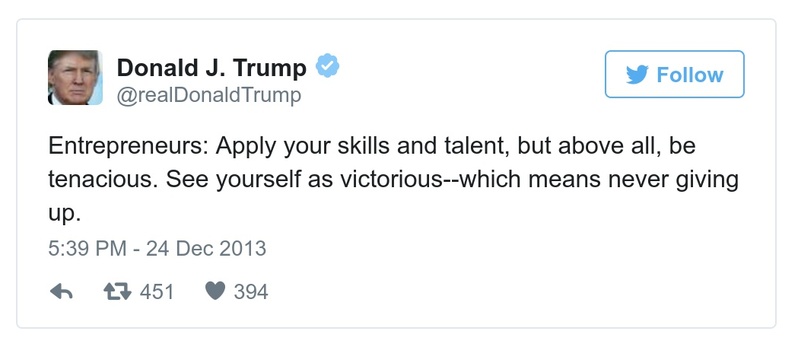 Donald J. Trump
@realDonaldTrump
Follow
Entrepreneurs: Apply your skills and talent, but above all, be
tenacious. See yourself as victorious--which means never giving
up.
5:39 PM - 24 Dec 2013
451 394